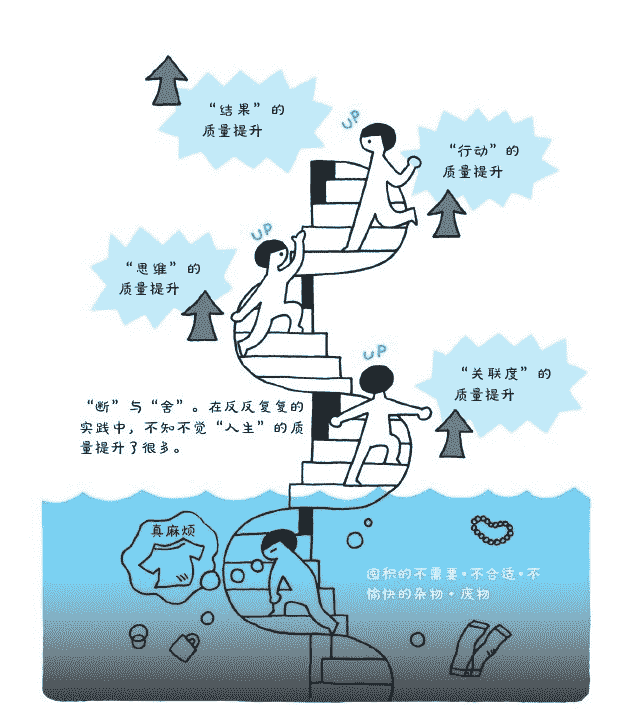 “结果”的
质量提升
UP
“行动”的
质量提升
UP
“思维”的
质量提升
UP
“关联度”的
质量提升
“断”与“舍”。在反反复复的
实践中，不知不觉“人主”的质
量提升了很多。
真麻烦
囤积的不需要·不合适·不
愉快的杂物·废物